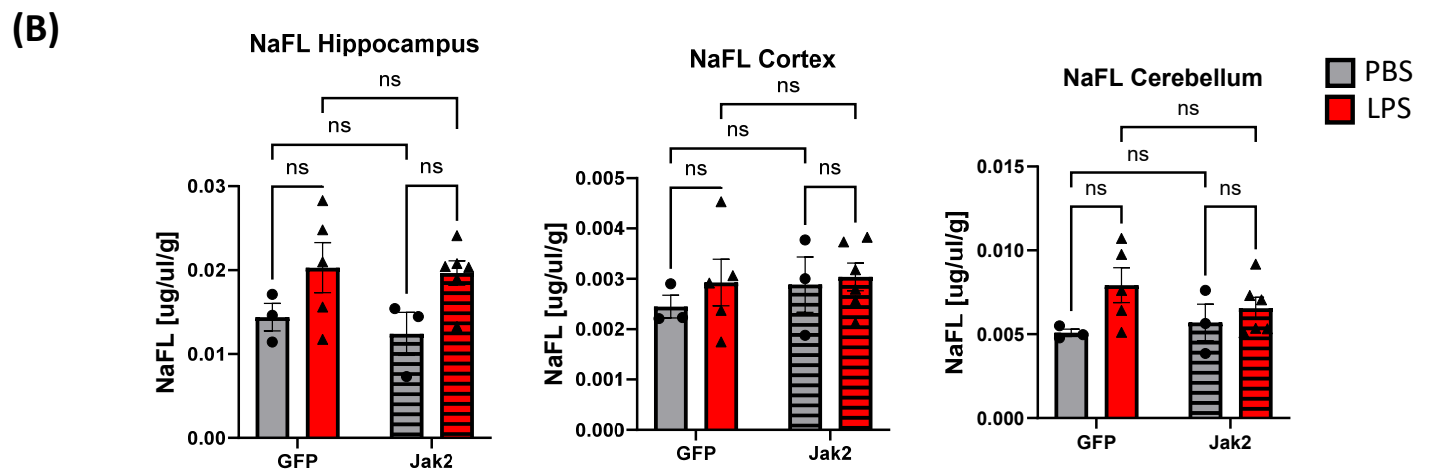 (B)
NaFL Hippocampus
ns
ns
ns
ns
0.03
0.02
0.01
0.00
NaFL [ug/ul/g]
GFP
Jak2
NaFL Cortex
ns
ns
ns
ns
0.005
0.004
0.003
0.002
0.001
0.000
NaFL [ug/ul/g]
GFP
Jak2
NaFL Cerebellum
ns
ns
ns
ns
0.015
0.010
0.005
0.000
NaFL [ug/ul/g]
GFP
Jak2
PBS
LPS